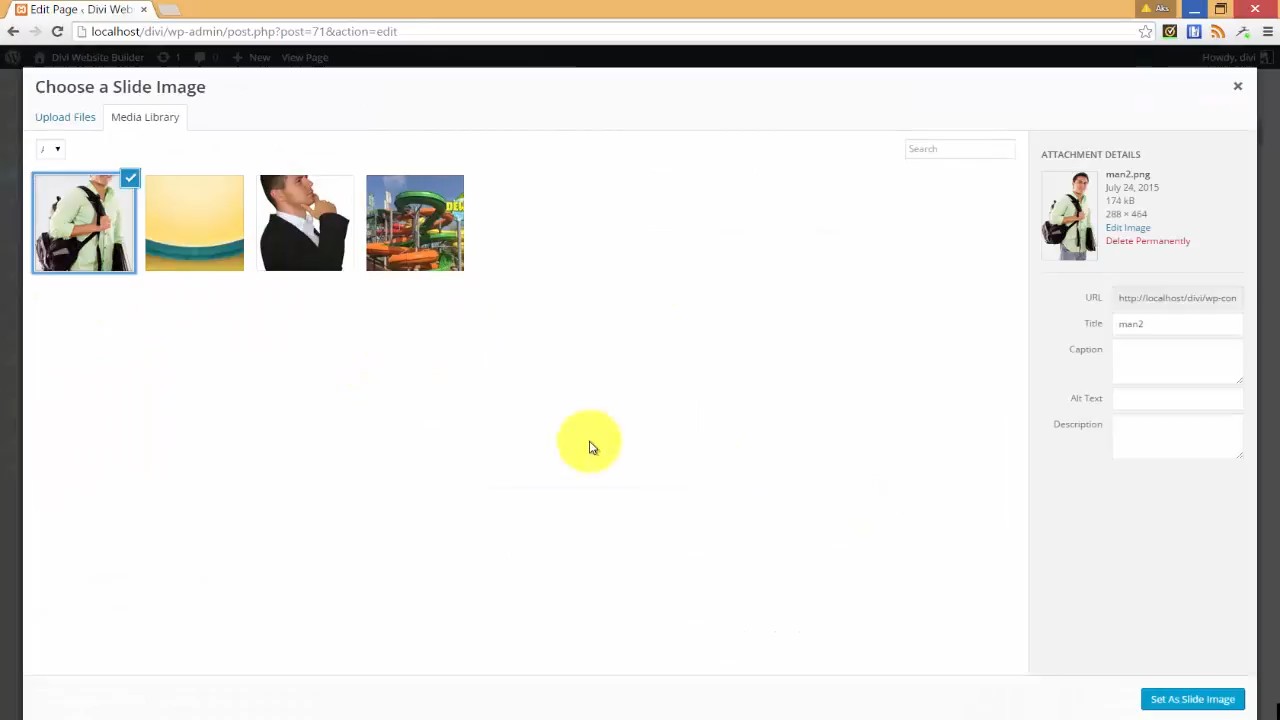 Edit Page ‹ Divi Web
Aks
localhost/divi/wp-admin/post.php?post=71&action=edit
Divi Website Builder 1 0 New View Page Howdy, divi
Choose a Slide Image
Upload Files Media Library
Search
ATTACHMENT DETAILS
man2.png
July 24, 2015
174 kB
288 × 464
Edit Image
Delete Permanently
URL http://localhost/divi/wp-con
Title man2
Caption
Alt Text
Description
Set As Slide Image